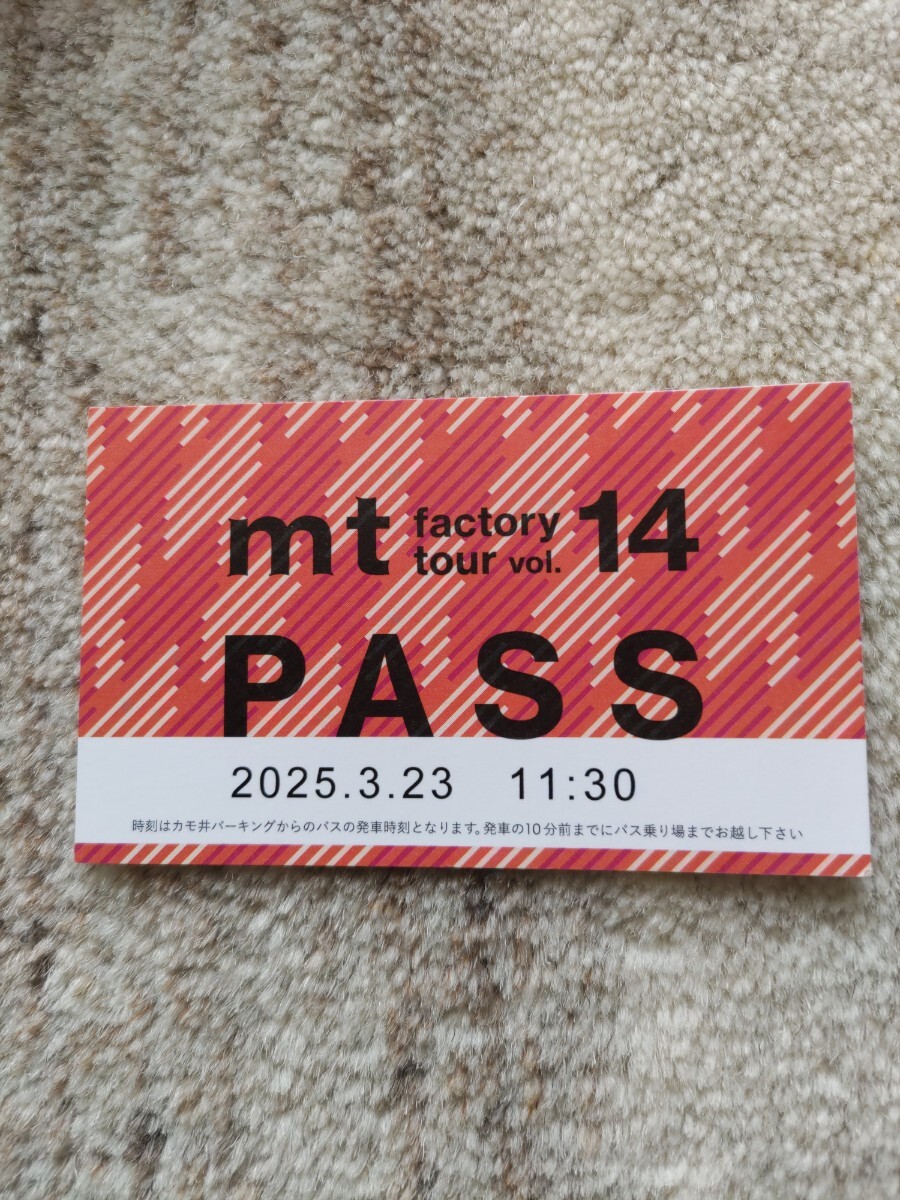 mt factory tour vol. 14
PASS
2025.3.23 11:30
時刻はカモ井パーキングからのバスの発車時刻となります。発車の10分前までにバス乗り場までお越し下さい